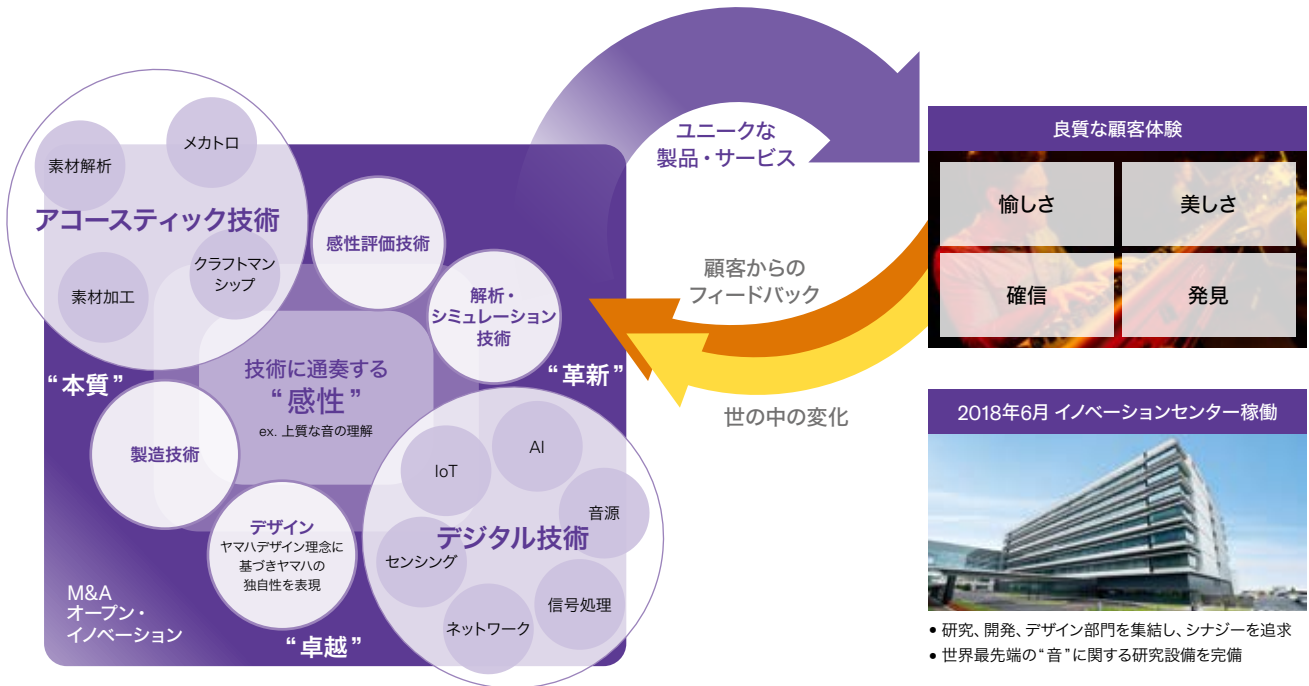 素材解析
メカトロ
アコースティック技術
素材加工
クラフトマン
シップ
感性評価技術
解析・
シミュレーション
技術
“本質”
“革新”
技術に通奏する
“感性”
ex. 上質な音の理解
製造技術
デザイン
ヤマハデザイン理念に
基づきヤマハの
独自性を表現
IoT
AI
音源
デジタル技術
センシング
信号処理
ネットワーク
M&A
オープン・
イノベーション
“卓越”
ユニークな
製品・サービス
顧客からの
フィードバック
世の中の変化
良質な顧客体験
愉しさ
美しさ
確信
発見
2018年6月 イノベーションセンター稼働
• 研究、開発、デザイン部門を集結し、シナジーを追求
• 世界最先端の“音”に関する研究設備を完備